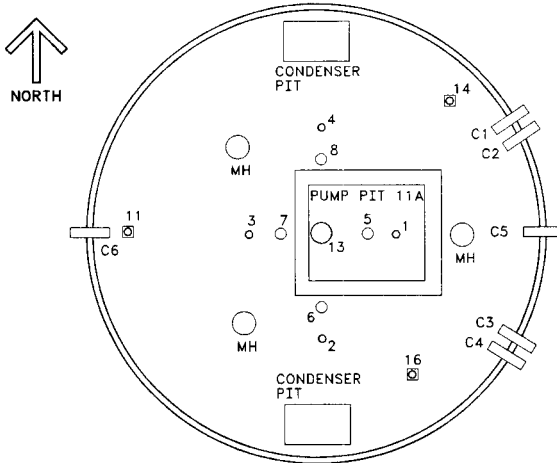 NORTH
CONDENSER
PIT
14
C1
C2
4
8
MH
PUMP PIT 11A
11
C6
3
7
13
5
1
MH
C5
6
2
MH
C3
C4
16
CONDENSER
PIT